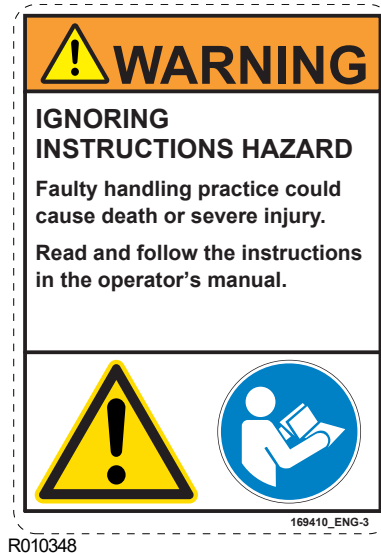 WARNING
IGNORING
INSTRUCTIONS HAZARD
Faulty handling practice could
cause death or severe injury.
Read and follow the instructions
in the operator’s manual.
169410_ENG-3
R010348